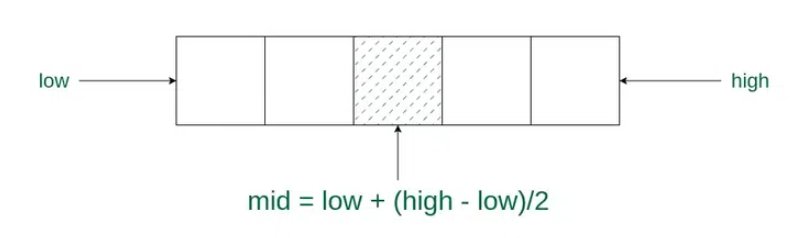 low
high
mid = low + (high - low)/2